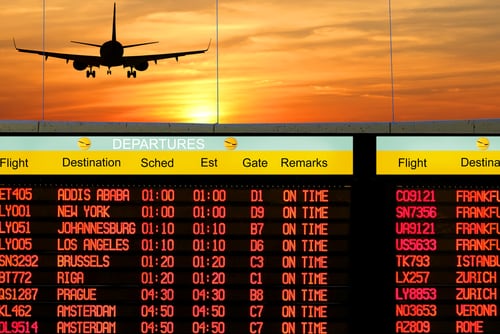 DEPARTURES
Flight Destination Sched Est Gate Remarks
ET405 ADDIS ABABA 01:00 01:00 D1 ON TIME
LY001 NEW YORK 01:00 01:00 D9 ON TIME
LY051 JOHANNESBURG 01:10 01:10 B7 ON TIME
LY005 LOS ANGELES 01:10 01:10 D6 ON TIME
SN3292 BRUSSELS 01:20 01:20 C3 ON TIME
BT772 RIGA 01:20 01:20 C1 ON TIME
QS1287 PRAGUE 04:30 04:30 B8 ON TIME
KL462 AMSTERDAM 04:50 04:50 C7 ON TIME
DL9514 AMSTERDAM 04:50 04:50 C7 ON TIME
Flight Destina
CO9121 FRANKFU
SN7356 FRANKFU
UA9121 FRANKFU
US5633 FRANKFU
TK793 ISTANBU
LX257 ZURICH
LY8853 ZURICH
NO3653 VERONA
ROME